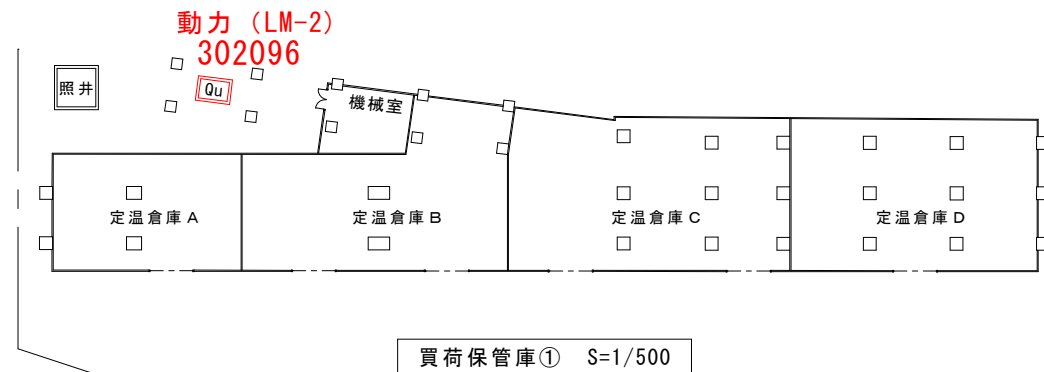 動力（LM-2）
302096
照井
Qu
機械室
定温倉庫A
定温倉庫B
定温倉庫C
定温倉庫D
買荷保管庫① S=1/500